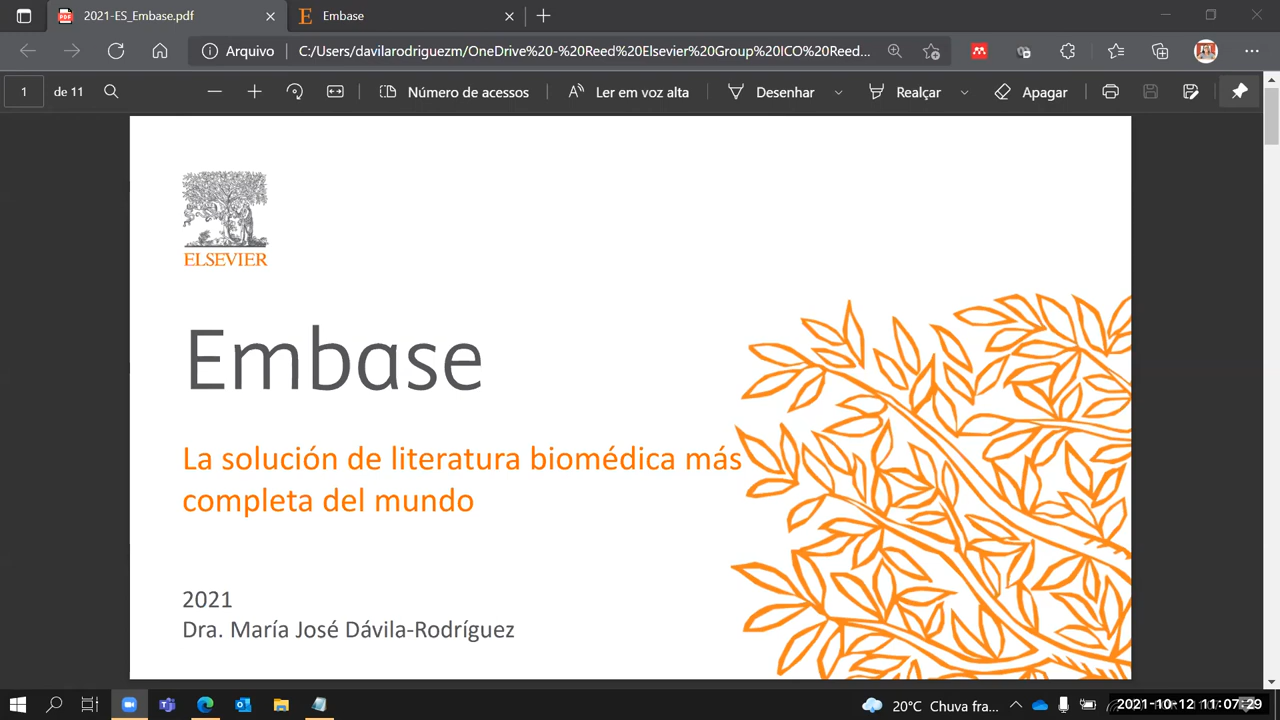 2021-ES_Embase.pdf
Embase
Arquivo
C:/Users/davilarodriguezm/OneDrive%20-%20Reed%20Elsevier%20Group%20ICO%20Reed...
1
de 11
Número de acessos
Ler em voz alta
Desenhar
Realçar
Apagar
ELSEVIER
Embase
La solución de literatura biomédica más
completa del mundo
2021
Dra. María José Dávila-Rodríguez
20°C Chuva fra...
2021-10-12 11:07:29